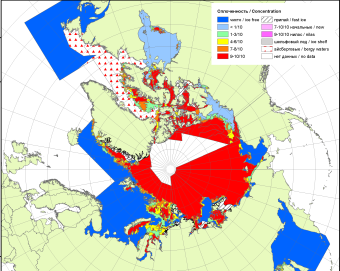 Сплоченность / Concentration
чисто / ice free
< 1/10
1-3/10
4-6/10
7-8/10
9-10/10
припай / fast ice
7-10/10 начальные / new
9-10/10 нилас / nilas
шельфовый лед / ice shelf
айсберговые / bergy waters
нет данных / no data